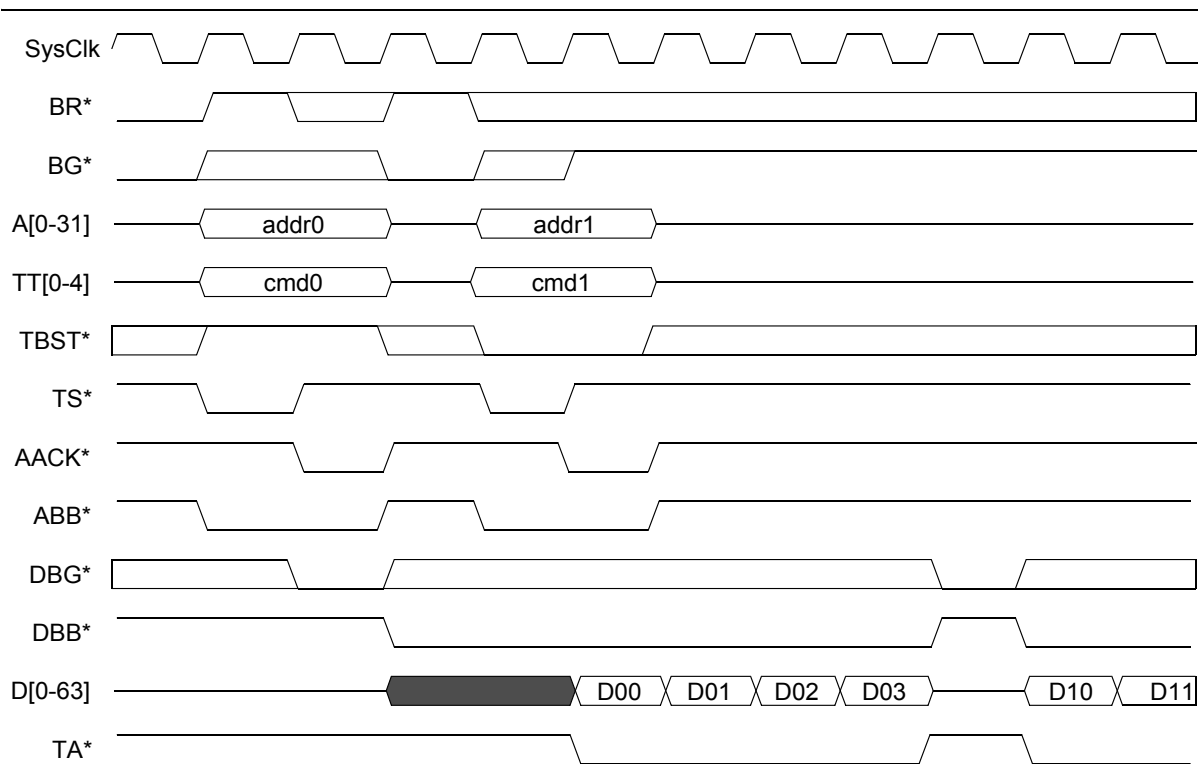 SysClk
BR*
BG*
A[0-31] addr0 addr1
TT[0-4] cmd0 cmd1
TBST*
TS*
AACK*
ABB*
DBG*
DBB*
D[0-63] D00 D01 D02 D03 D10 D11
TA*